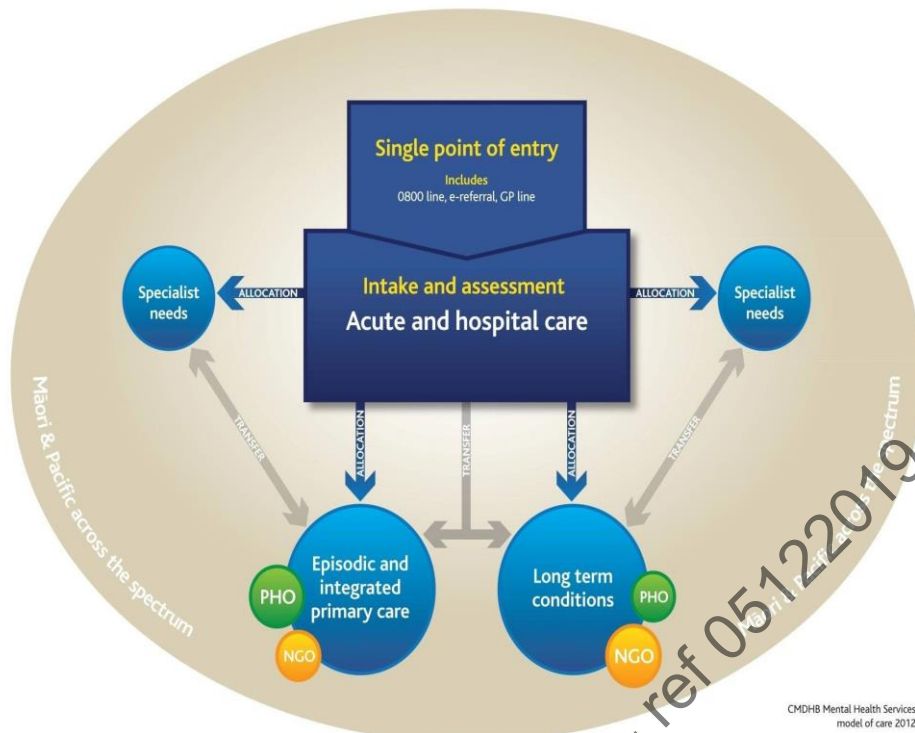 Single point of entry
Includes
0800 line, e-referral, GP line
Intake and assessment
Acute and hospital care
Specialist
needs
ALLOCATION
ALLOCATION
Specialist
needs
TRANSFER
ALLOCATION
TRANSFER
ALLOCATION
TRANSFER
Māori & Pacific across the spectrum
Māori & Pacific across the spectrum
Episodic and
integrated
primary care
PHO
NGO
Long term
conditions
PHO
NGO
ref 05122019
CMDHB Mental Health Services
model of care 2012